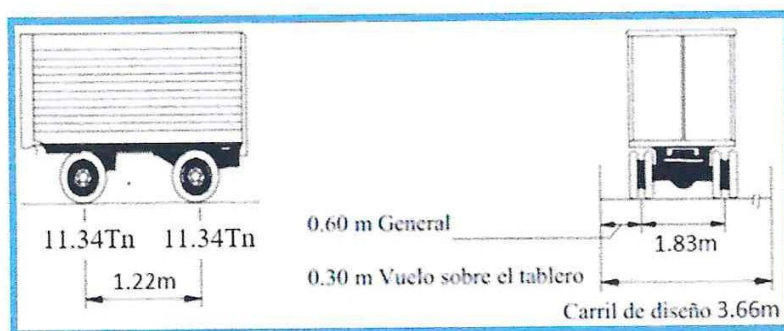 11.34Tn 11.34Tn
1.22m
0.60 m General
0.30 m Vuelo sobre el tablero
1.83m
Carril de diseño 3.66m